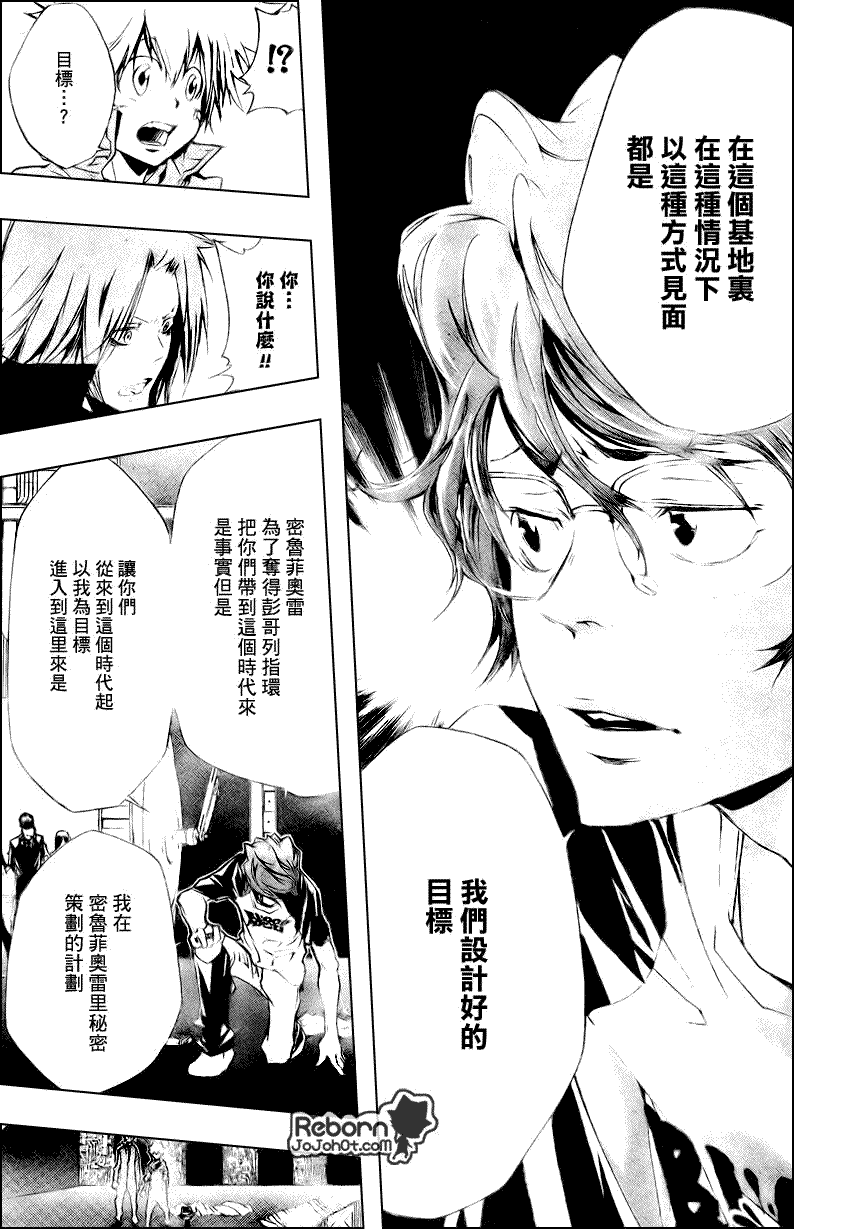 在這個基地裏
在這種情況下
以這種方式見面
都是
我們設計好的
目標
!?
目標…?
你…
你說什麼!!
密魯菲奧雷
為了奪得彭哥列指環
把你們帶到這個時代來
是事實但是
讓你們
從來到這個時代起
以我為目標
進入到這里來是
我在
密魯菲奧雷里秘密
策劃的計劃
Reborn
JoJohOt.com